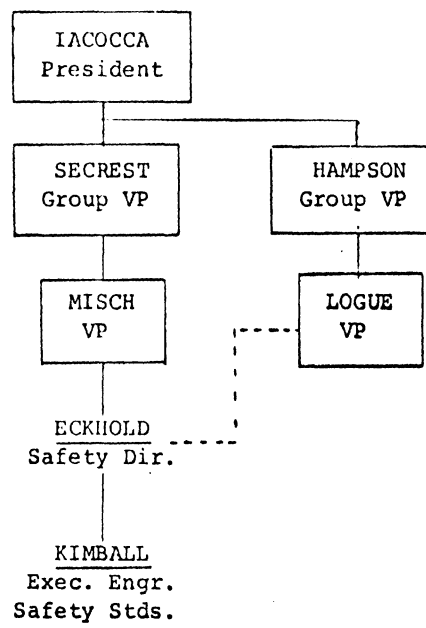 IACOCCA
President
SECREST
Group VP
HAMPSON
Group VP
MISCH
VP
LOGUE
VP
ECKHOLD
Safety Dir.
KIMBALL
Exec. Engr.
Safety Stds.